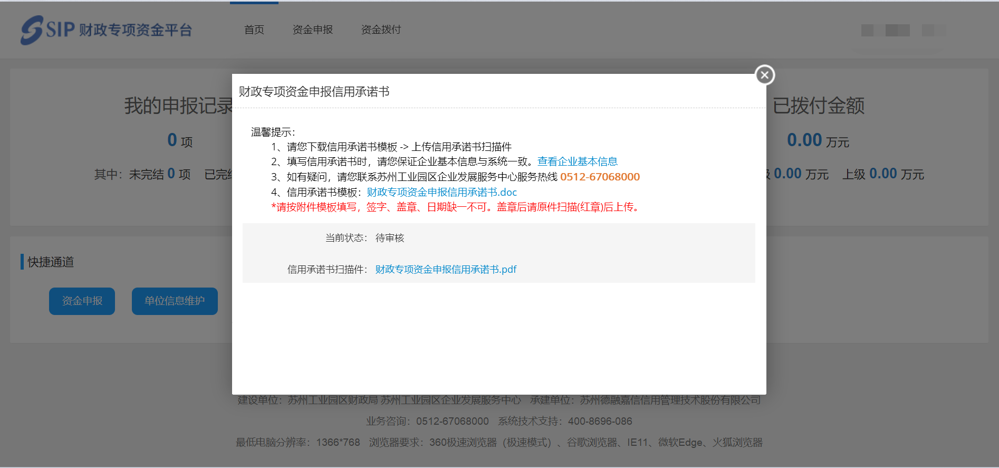 SIP 财政专项资金平台 首页 资金申报 资金拨付
财政专项资金申报信用承诺书
我的申报记录 已拨付金额
0 项 0.00 万元
其中：未完结 0 项 已完结 0.00 万元 上级 0.00 万元
温馨提示：
1、请您下载信用承诺书模板 -> 上传信用承诺书扫描件
2、填写信用承诺书时，请您保证企业基本信息与系统一致。查看企业基本信息
3、如有疑问，请您联系苏州工业园区企业发展服务中心服务热线 0512-67068000
4、信用承诺书模板：财政专项资金申报信用承诺书.doc
*请按附件模板填写，签字、盖章、日期缺一不可。盖章后请原件扫描(红章)后上传。
当前状态： 待审核
信用承诺书扫描件： 财政专项资金申报信用承诺书.pdf
快捷通道
资金申报 单位信息维护
建设单位：苏州工业园区财政局 苏州工业园区企业发展服务中心 承建单位：苏州德融嘉信信用管理技术股份有限公司
业务咨询：0512-67068000 系统技术支持：400-8696-086
最低电脑分辨率：1366*768 浏览器要求：360极速浏览器（极速模式）、谷歌浏览器、IE11、微软Edge、火狐浏览器